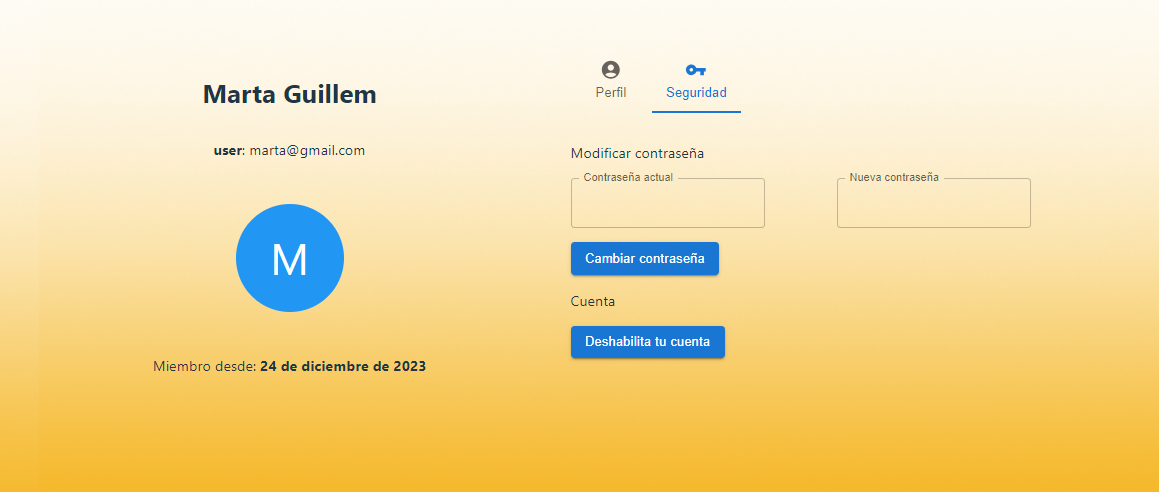 Marta Guillem
user: marta@gmail.com
M
Miembro desde: 24 de diciembre de 2023
Perfil
Seguridad
Modificar contraseña
Contraseña actual
Nueva contraseña
Cambiar contraseña
Cuenta
Deshabilita tu cuenta